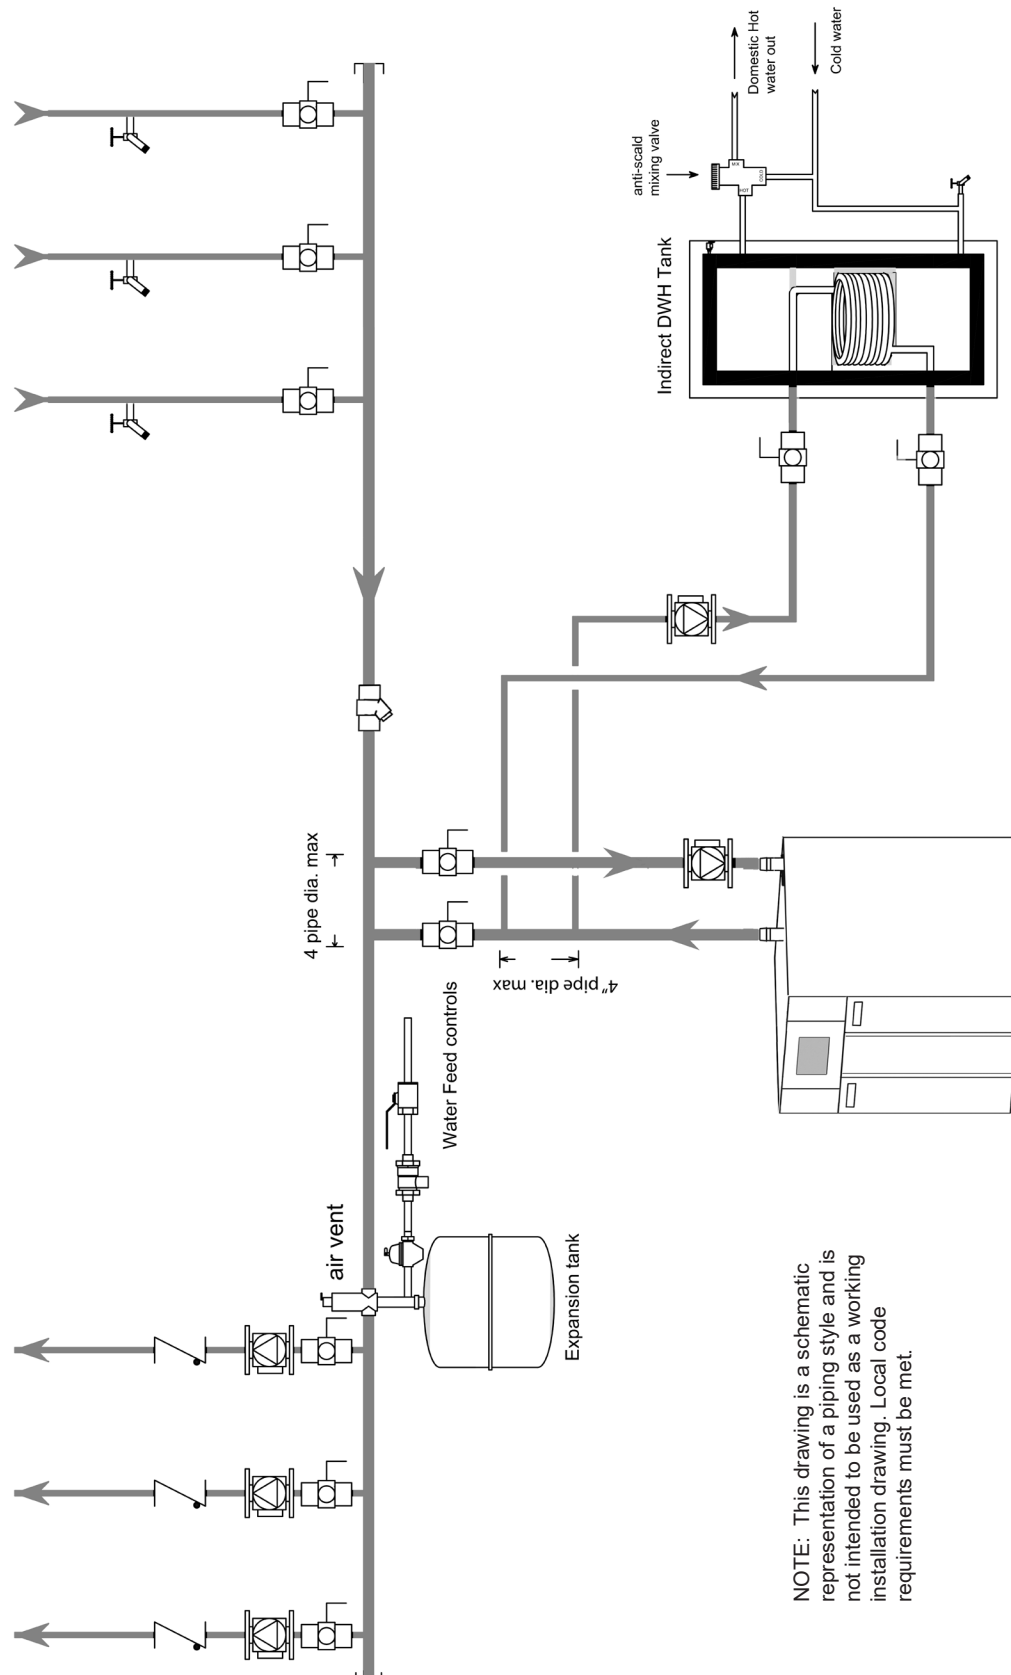 Domestic Hot
water out
Cold water
anti-scald
mixing valve
MIX
HOT
COLD
Indirect DWH Tank
4 pipe dia. max
4" pipe dia. max
Water Feed controls
air vent
Expansion tank
NOTE: This drawing is a schematic
representation of a piping style and is
not intended to be used as a working
installation drawing. Local code
requirements must be met.